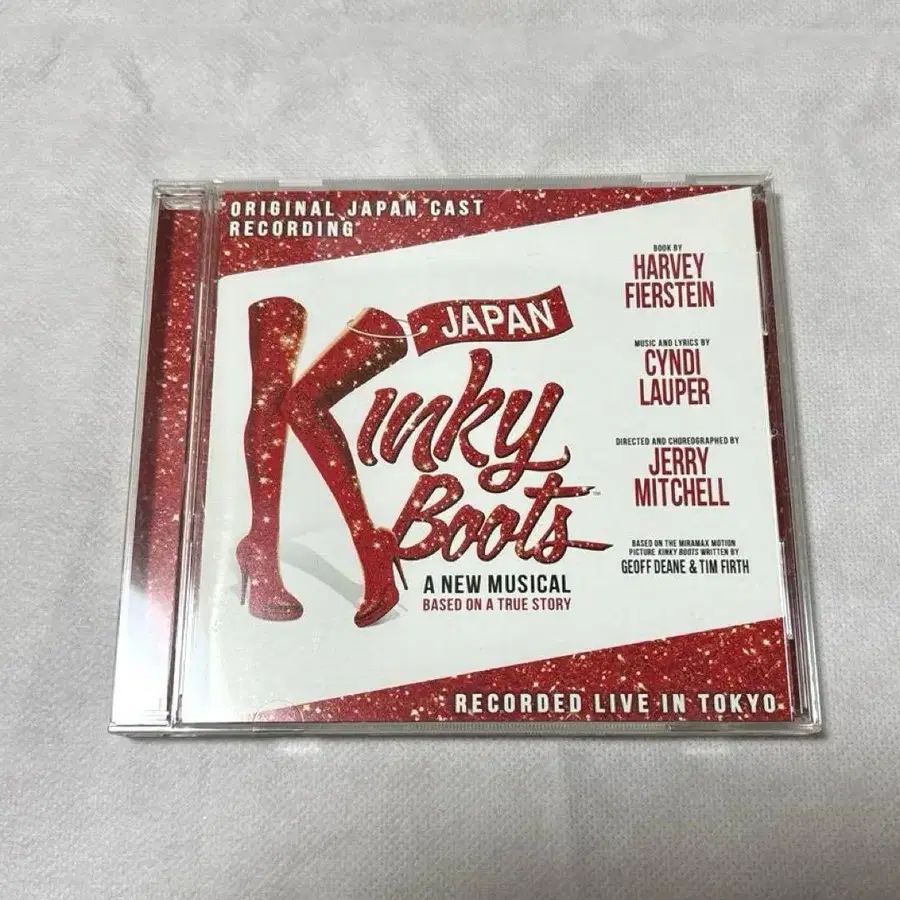 ORIGINAL JAPAN CAST
RECORDING
JAPAN
Kinky
Boots™
A NEW MUSICAL
BASED ON A TRUE STORY
BOOK BY
HARVEY
FIERSTEIN
MUSIC AND LYRICS BY
CYNDI
LAUPER
DIRECTED AND CHOREOGRAPHED BY
JERRY
MITCHELL
BASED ON THE MIRAMAX MOTION
PICTURE KINKY BOOTS WRITTEN BY
GEOFF DEANE & TIM FIRTH
RECORDED LIVE IN TOKYO